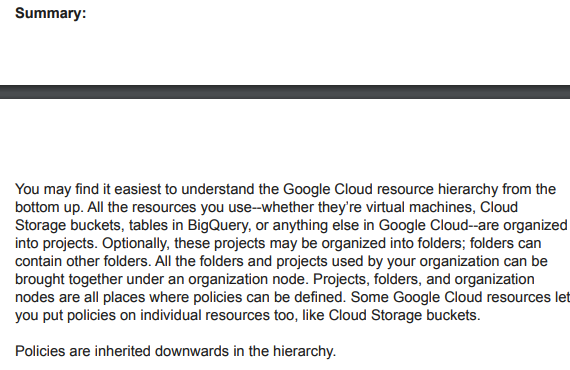 Summary:
You may find it easiest to understand the Google Cloud resource hierarchy from the
bottom up. All the resources you use--whether they're virtual machines, Cloud
Storage buckets, tables in BigQuery, or anything else in Google Cloud--are organized
into projects. Optionally, these projects may be organized into folders; folders can
contain other folders. All the folders and projects used by your organization can be
brought together under an organization node. Projects, folders, and organization
nodes are all places where policies can be defined. Some Google Cloud resources let
you put policies on individual resources too, like Cloud Storage buckets.
Policies are inherited downwards in the hierarchy.